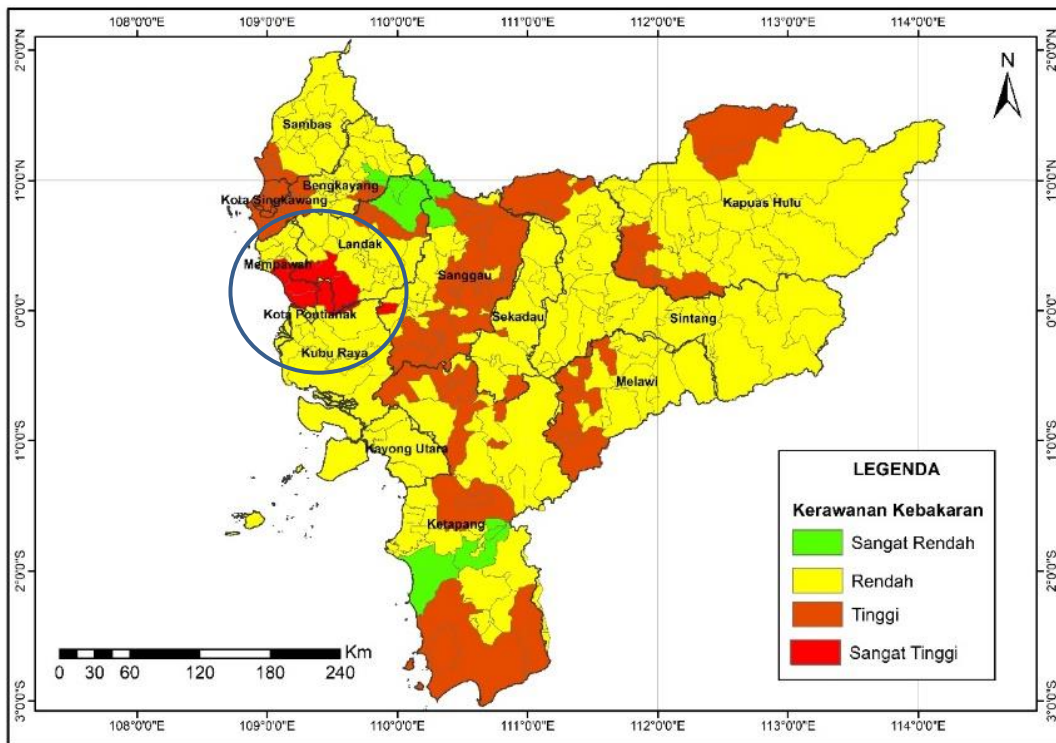 108°0'0"E 109°0'0"E 110°0'0"E 111°0'0"E 112°0'0"E 113°0'0"E 114°0'0"E
2°0'0"N 2°0'0"N
N
Sambas
1°0'0"N 1°0'0"N
Bengkayang
Kota Singkawang
Kapuas Hulu
Landak
Mempawah
Sanggau
0°0'0" 0°0'0"
Kota Pontianak
Sekadau
Sintang
Kubu Raya
Melawi
1°0'0"S 1°0'0"S
Kayong Utara
LEGENDA
Kerawanan Kebakaran
Ketapang
Sangat Rendah
2°0'0"S 2°0'0"S
Rendah
Tinggi
Sangat Tinggi
Km
0 15 30 60 120 180 240
3°0'0"S 3°0'0"S
108°0'0"E 109°0'0"E 110°0'0"E 111°0'0"E 112°0'0"E 113°0'0"E 114°0'0"E